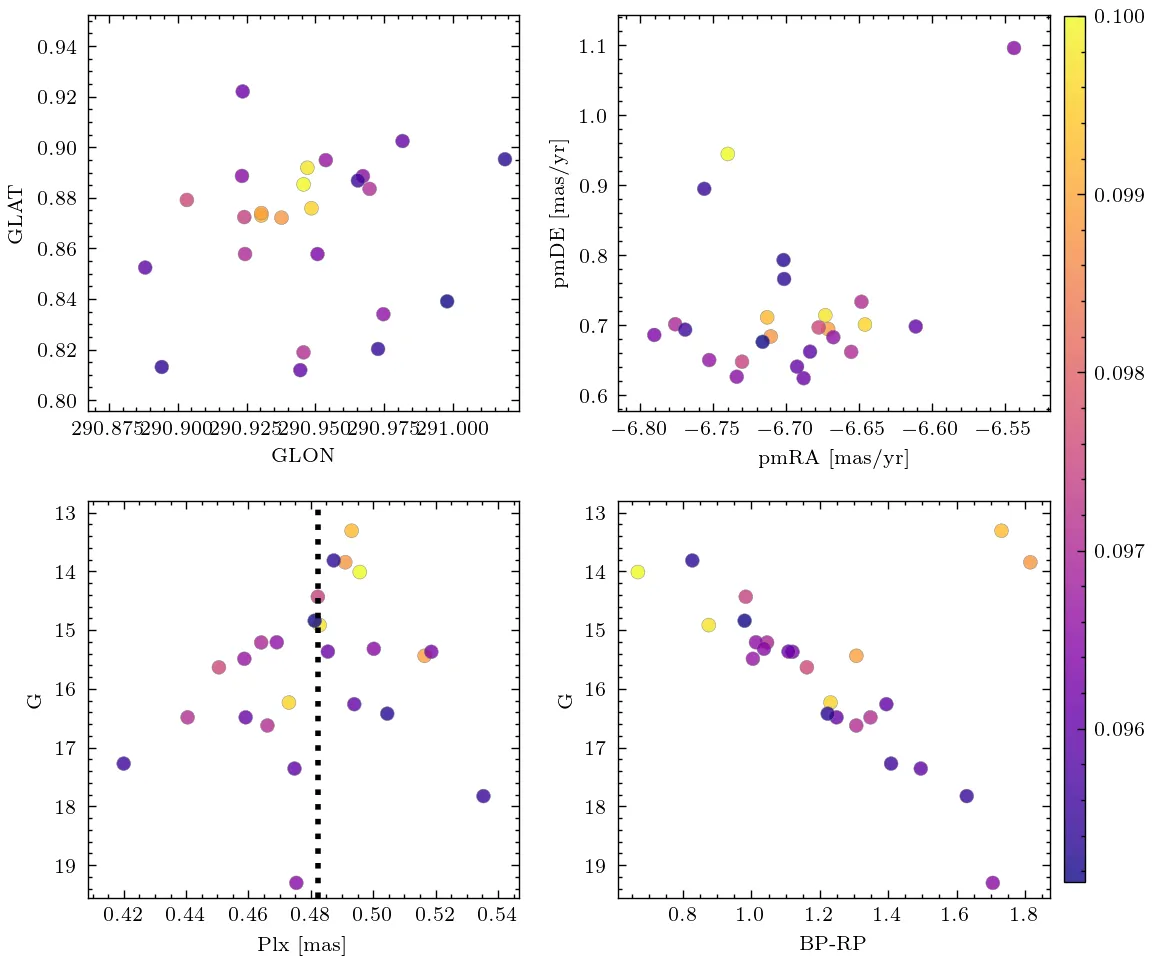 0.94
0.92
0.90
0.88
0.86
0.84
0.82
0.80
GLAT
290.875 290.900 290.925 290.950 290.975 291.000
GLON
1.1
1.0
0.9
0.8
0.7
0.6
pmDE [mas/yr]
−6.80 −6.75 −6.70 −6.65 −6.60 −6.55
pmRA [mas/yr]
0.100
0.099
0.098
0.097
0.096
13
14
15
16
17
18
19
G
0.42 0.44 0.46 0.48 0.50 0.52 0.54
Plx [mas]
13
14
15
16
17
18
19
G
0.8 1.0 1.2 1.4 1.6 1.8
BP-RP